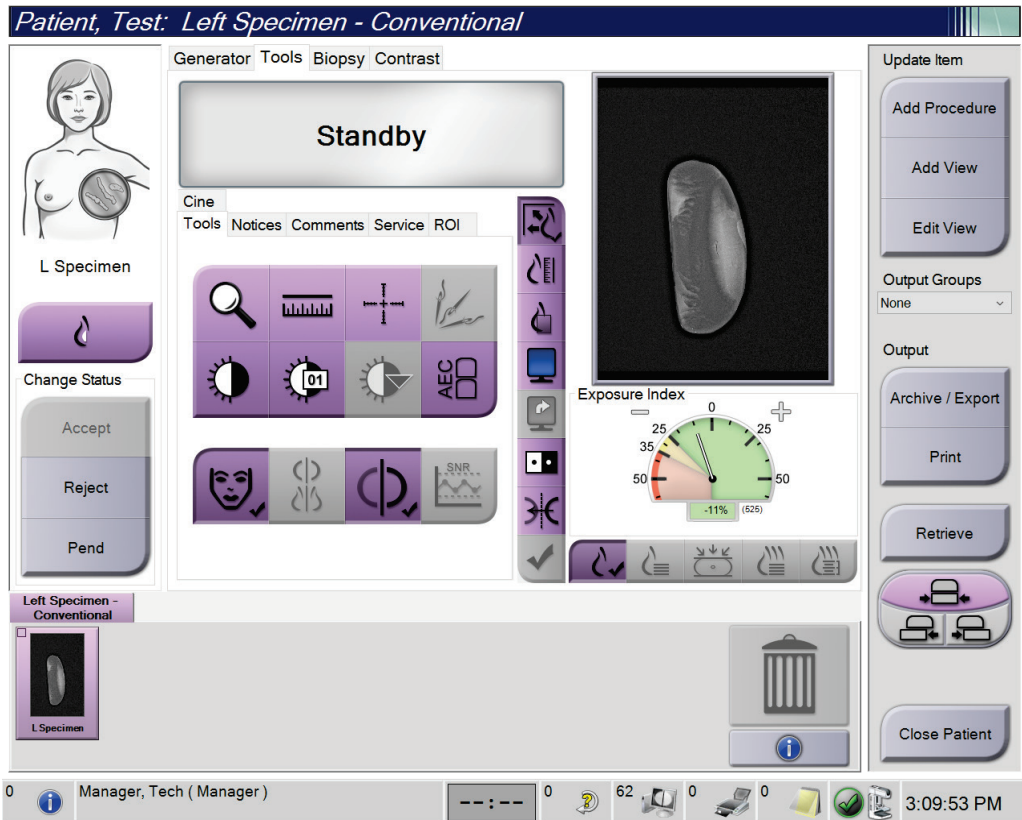 Patient, Test: Left Specimen - Conventional
Generator Tools Biopsy Contrast
Standby
Cine
Tools Notices Comments Service ROI
L Specimen
Change Status
Accept
Reject
Pend
01
AEC
SNR
Exposure Index
0
25 25
35
50 50
-11% (525)
Update Item
Add Procedure
Add View
Edit View
Output Groups
None
Output
Archive / Export
Print
Retrieve
Close Patient
Left Specimen -
Conventional
L Specimen
0 Manager, Tech ( Manager ) --:-- 0 62 0 0 3:09:53 PM